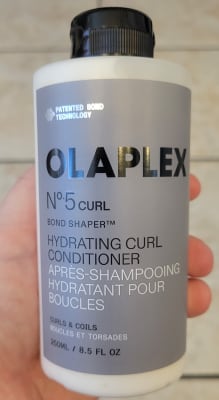 PATENTED BOND
TECHNOLOGY
OLAPLEX
Nº5 CURL
BOND SHAPER™
HYDRATING CURL
CONDITIONER
APRÈS-SHAMPOOING
HYDRATANT POUR
BOUCLES
CURLS & COILS
BOUCLES ET TORSADES
250ML / 8.5 FL OZ